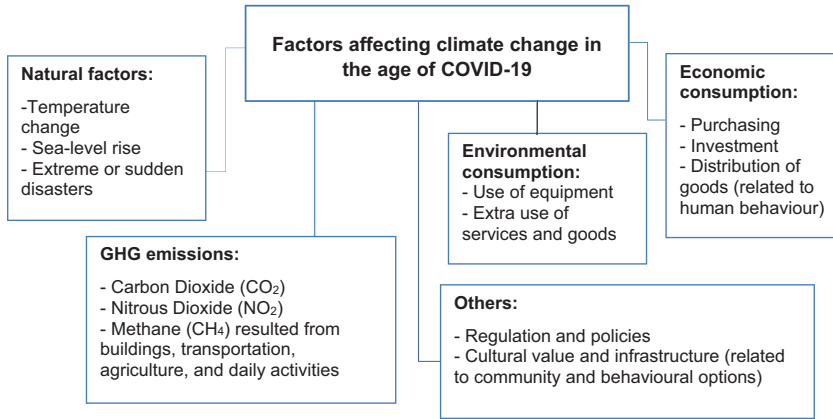 Factors affecting climate change in
the age of COVID-19
Natural factors:
-Temperature
change
- Sea-level rise
- Extreme or sudden
disasters
Economic
consumption:
- Purchasing
- Investment
- Distribution of
goods (related to
human behaviour)
Environmental
consumption:
- Use of equipment
- Extra use of
services and goods
GHG emissions:
- Carbon Dioxide (CO₂)
- Nitrous Dioxide (NO₂)
- Methane (CH₄) resulted from
buildings, transportation,
agriculture, and daily activities
Others:
- Regulation and policies
- Cultural value and infrastructure (related
to community and behavioural options)